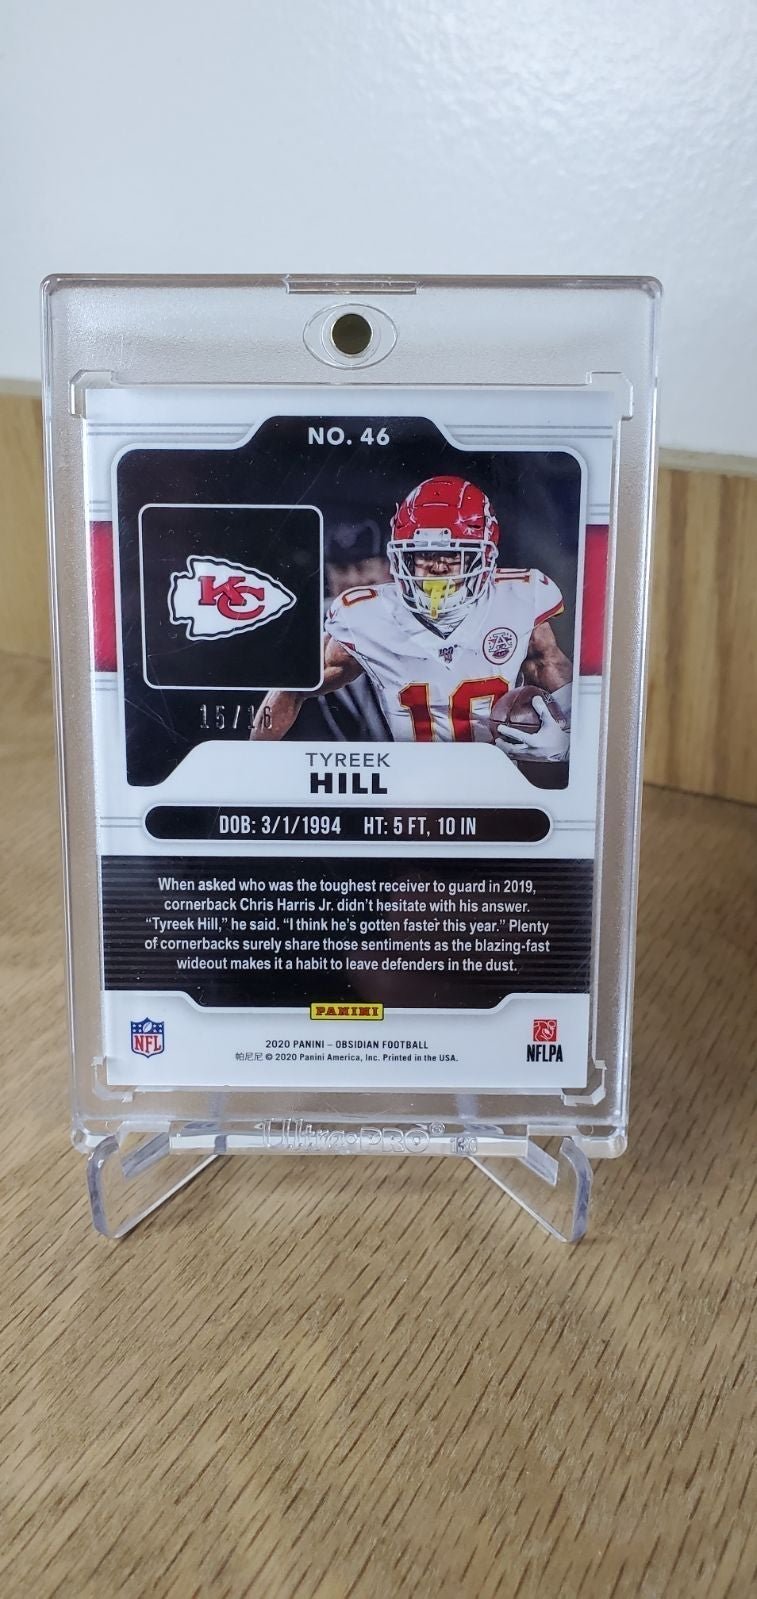 NO. 46
KC
10
10
15/16
TYREEK
HILL
DOB: 3/1/1994 HT: 5 FT, 10 IN
When asked who was the toughest receiver to guard in 2019,
cornerback Chris Harris Jr. didn't hesitate with his answer.
“Tyreek Hill,” he said. “I think he's gotten faster this year.” Plenty
of cornerbacks surely share those sentiments as the blazing-fast
wideout makes it a habit to leave defenders in the dust.
PANINI
NFL
2020 PANINI – OBSIDIAN FOOTBALL
帕尼尼 © 2020 Panini America, Inc. Printed in the USA.
NFLPA
Ultra•PRO®